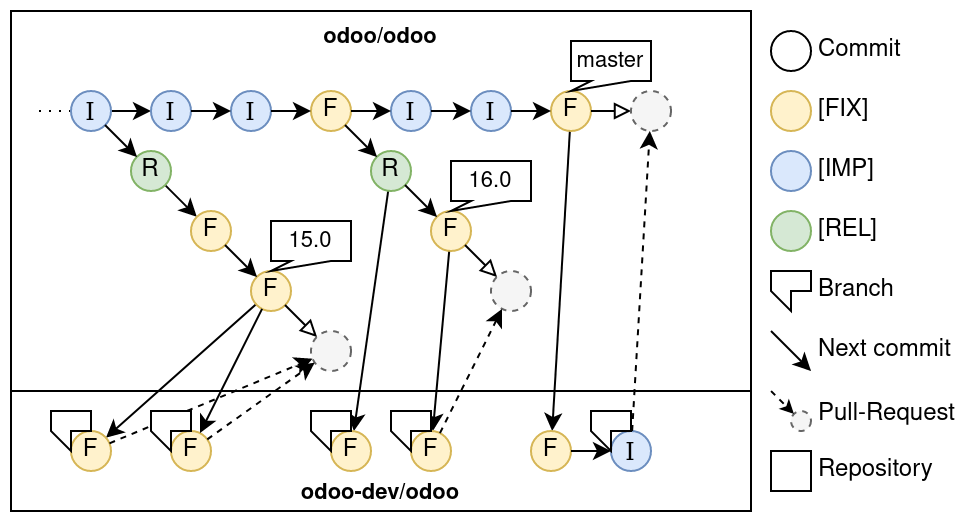 odoo/odoo
master
I I I F I I F
R R 16.0
F F
15.0
F
F F F F F I
odoo-dev/odoo
Commit
[FIX]
[IMP]
[REL]
Branch
Next commit
Pull-Request
Repository